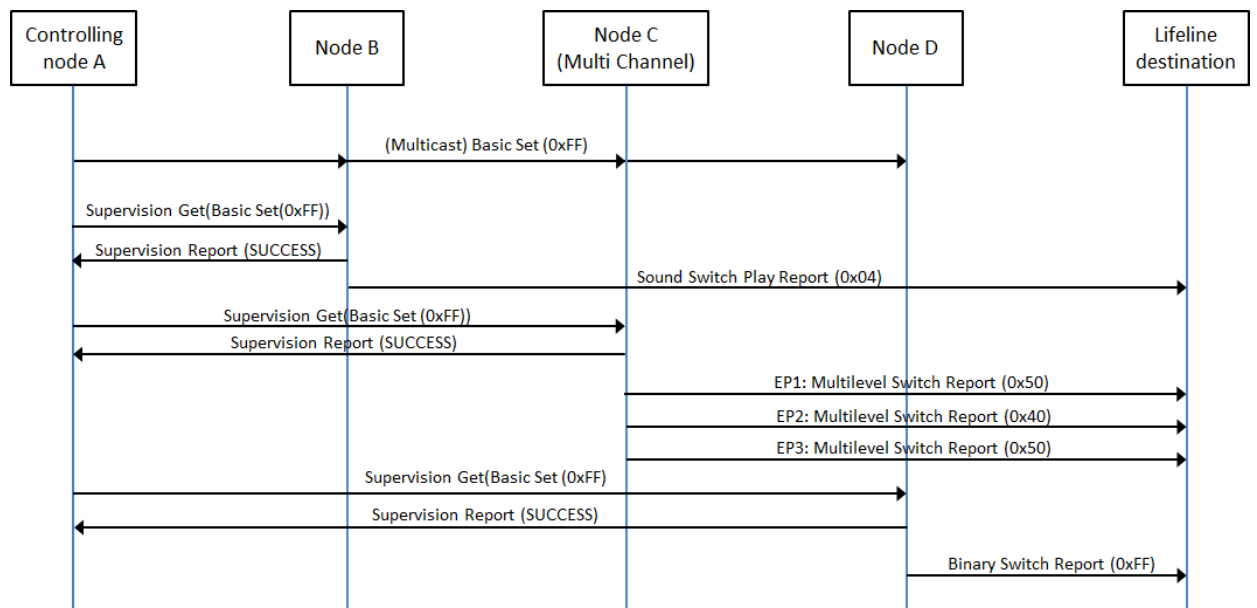 Controlling
node A
Node B
Node C
(Multi Channel)
Node D
Lifeline
destination
(Multicast) Basic Set (0xFF)
Supervision Get(Basic Set(0xFF))
Supervision Report (SUCCESS)
Sound Switch Play Report (0x04)
Supervision Get(Basic Set (0xFF))
Supervision Report (SUCCESS)
EP1: Multilevel Switch Report (0x50)
EP2: Multilevel Switch Report (0x40)
EP3: Multilevel Switch Report (0x50)
Supervision Get(Basic Set (0xFF)
Supervision Report (SUCCESS)
Binary Switch Report (0xFF)